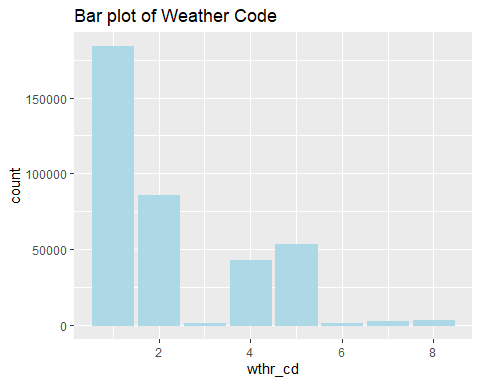 Bar plot of Weather Code
150000
100000
50000
0
count
2 4 6 8
wthr_cd